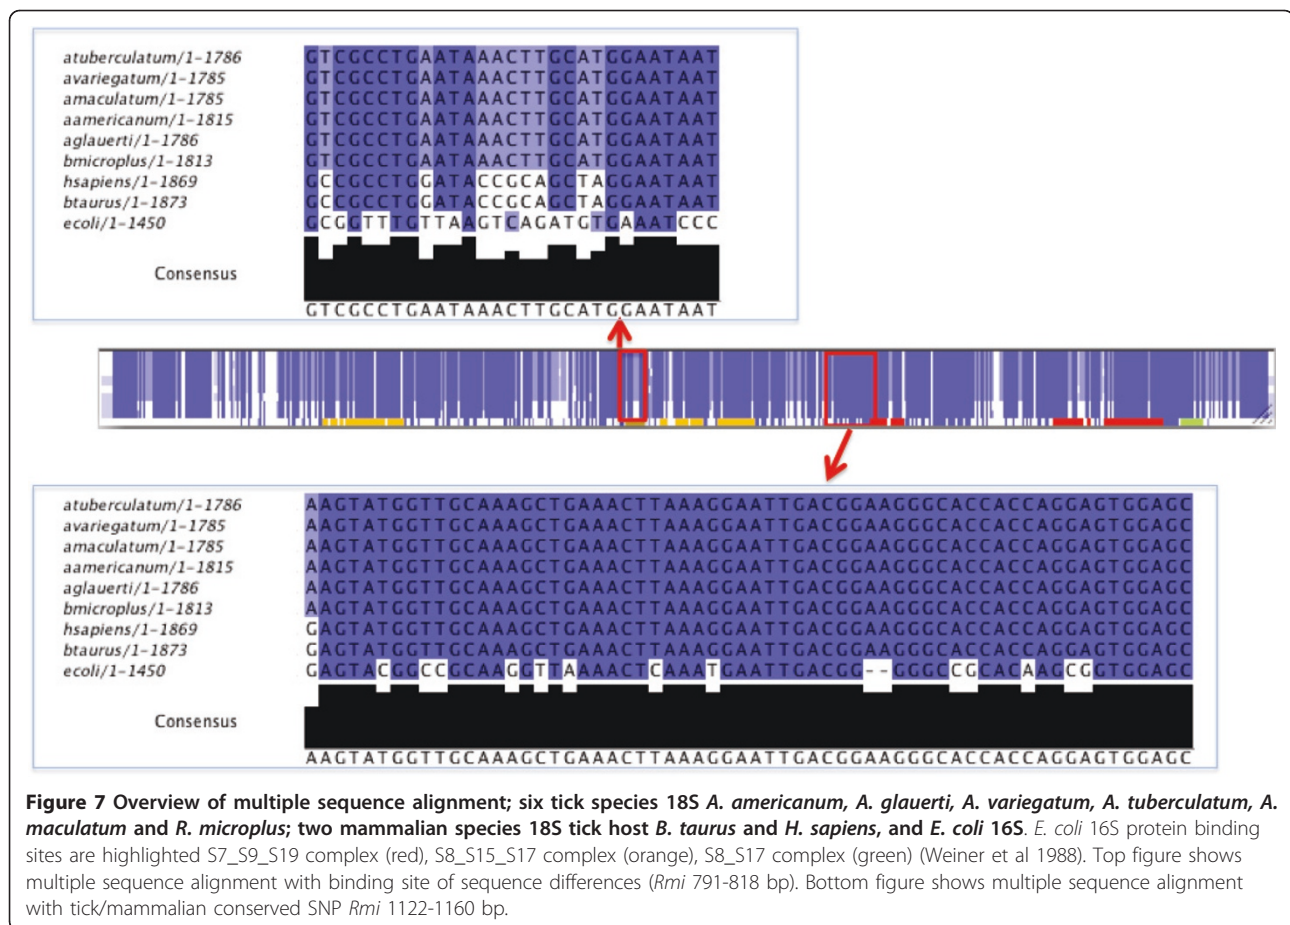 atuberculatum/1-1786 GTCGCCTGAATAAACTTGCATGGAATAAT
avariegatum/1-1785 GTCGCCTGAATAAACTTGCATGGAATAAT
amaculatum/1-1785 GTCGCCTGAATAAACTTGCATGGAATAAT
aamericanum/1-1815 GTCGCCTGAATAAACTTGCATGGAATAAT
aglauerti/1-1786 GTCGCCTGAATAAACTTGCATGGAATAAT
bmicroplus/1-1813 GTCGCCTGAATAAACTTGCATGGAATAAT
hsapiens/1-1869 GCCGCCTGGATACCGCAGCTAGGAATAAT
btaurus/1-1873 GCCGCCTGGATACCGCAGCTAGGAATAAT
ecoli/1-1450 GCGGTTTGTTAAGTCAGATGTGAAATCCC
Consensus
GTCGCCTGAATAAACTTGCATGGAATAAT
atuberculatum/1-1786 AAGTATGGTTGCAAAGCTGAAACTTAAAGGAATTGACGGAAGGGCACCACCAGGAGTGGAGC
avariegatum/1-1785 AAGTATGGTTGCAAAGCTGAAACTTAAAGGAATTGACGGAAGGGCACCACCAGGAGTGGAGC
amaculatum/1-1785 AAGTATGGTTGCAAAGCTGAAACTTAAAGGAATTGACGGAAGGGCACCACCAGGAGTGGAGC
aamericanum/1-1815 AAGTATGGTTGCAAAGCTGAAACTTAAAGGAATTGACGGAAGGGCACCACCAGGAGTGGAGC
aglauerti/1-1786 AAGTATGGTTGCAAAGCTGAAACTTAAAGGAATTGACGGAAGGGCACCACCAGGAGTGGAGC
bmicroplus/1-1813 AAGTATGGTTGCAAAGCTGAAACTTAAAGGAATTGACGGAAGGGCACCACCAGGAGTGGAGC
hsapiens/1-1869 GAGTATGGTTGCAAAGCTGAAACTTAAAGGAATTGACGGAAGGGCACCACCAGGAGTGGAGC
btaurus/1-1873 GAGTATGGTTGCAAAGCTGAAACTTAAAGGAATTGACGGAAGGGCACCACCAGGAGTGGAGC
ecoli/1-1450 GAGTACGGCCGCAAGGTTAAAACTCAAATGAATTGACGG--GGGCCGCACAAGCGGTGGAGC
Consensus
AAGTATGGTTGCAAAGCTGAAACTTAAAGGAATTGACGGAAGGGCACCACCAGGAGTGGAGC
Figure 7 Overview of multiple sequence alignment; six tick species 18S A. americanum, A. glauerti, A. variegatum, A. tuberculatum, A.
maculatum and R. microplus; two mammalian species 18S tick host B. taurus and H. sapiens, and E. coli 16S. E. coli 16S protein binding
sites are highlighted S7_S9_S19 complex (red), S8_S15_S17 complex (orange), S8_S17 complex (green) (Weiner et al 1988). Top figure shows
multiple sequence alignment with binding site of sequence differences (Rmi 791-818 bp). Bottom figure shows multiple sequence alignment
with tick/mammalian conserved SNP Rmi 1122-1160 bp.